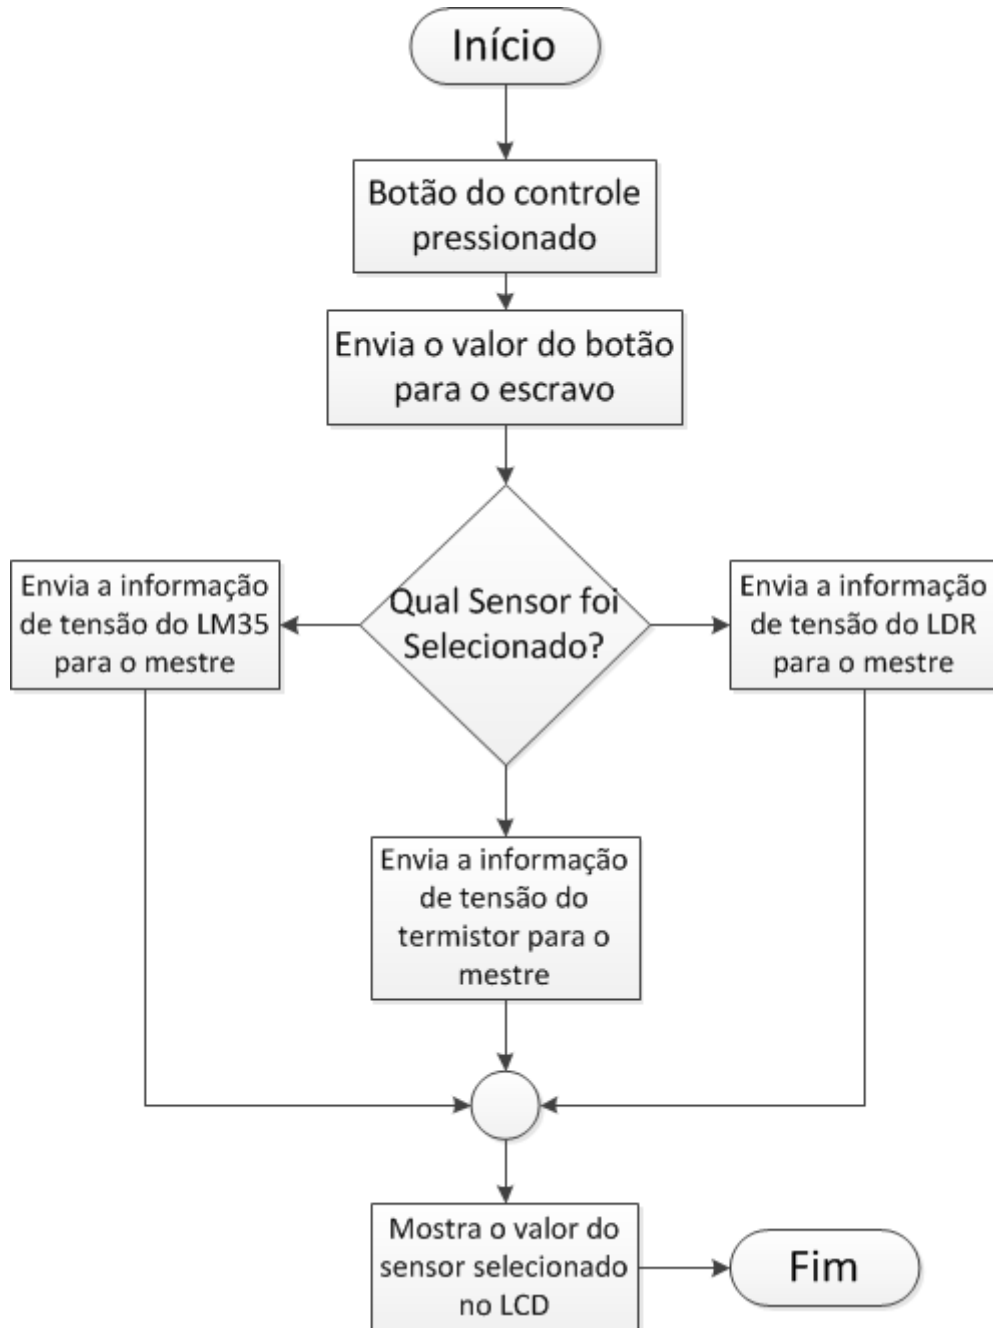 Início
Botão do controle
pressionado
Envia o valor do botão
para o escravo
Qual Sensor foi
Selecionado?
Envia a informação
de tensão do LM35
para o mestre
Envia a informação
de tensão do LDR
para o mestre
Envia a informação
de tensão do
termistor para o
mestre
Mostra o valor do
sensor selecionado
no LCD
Fim